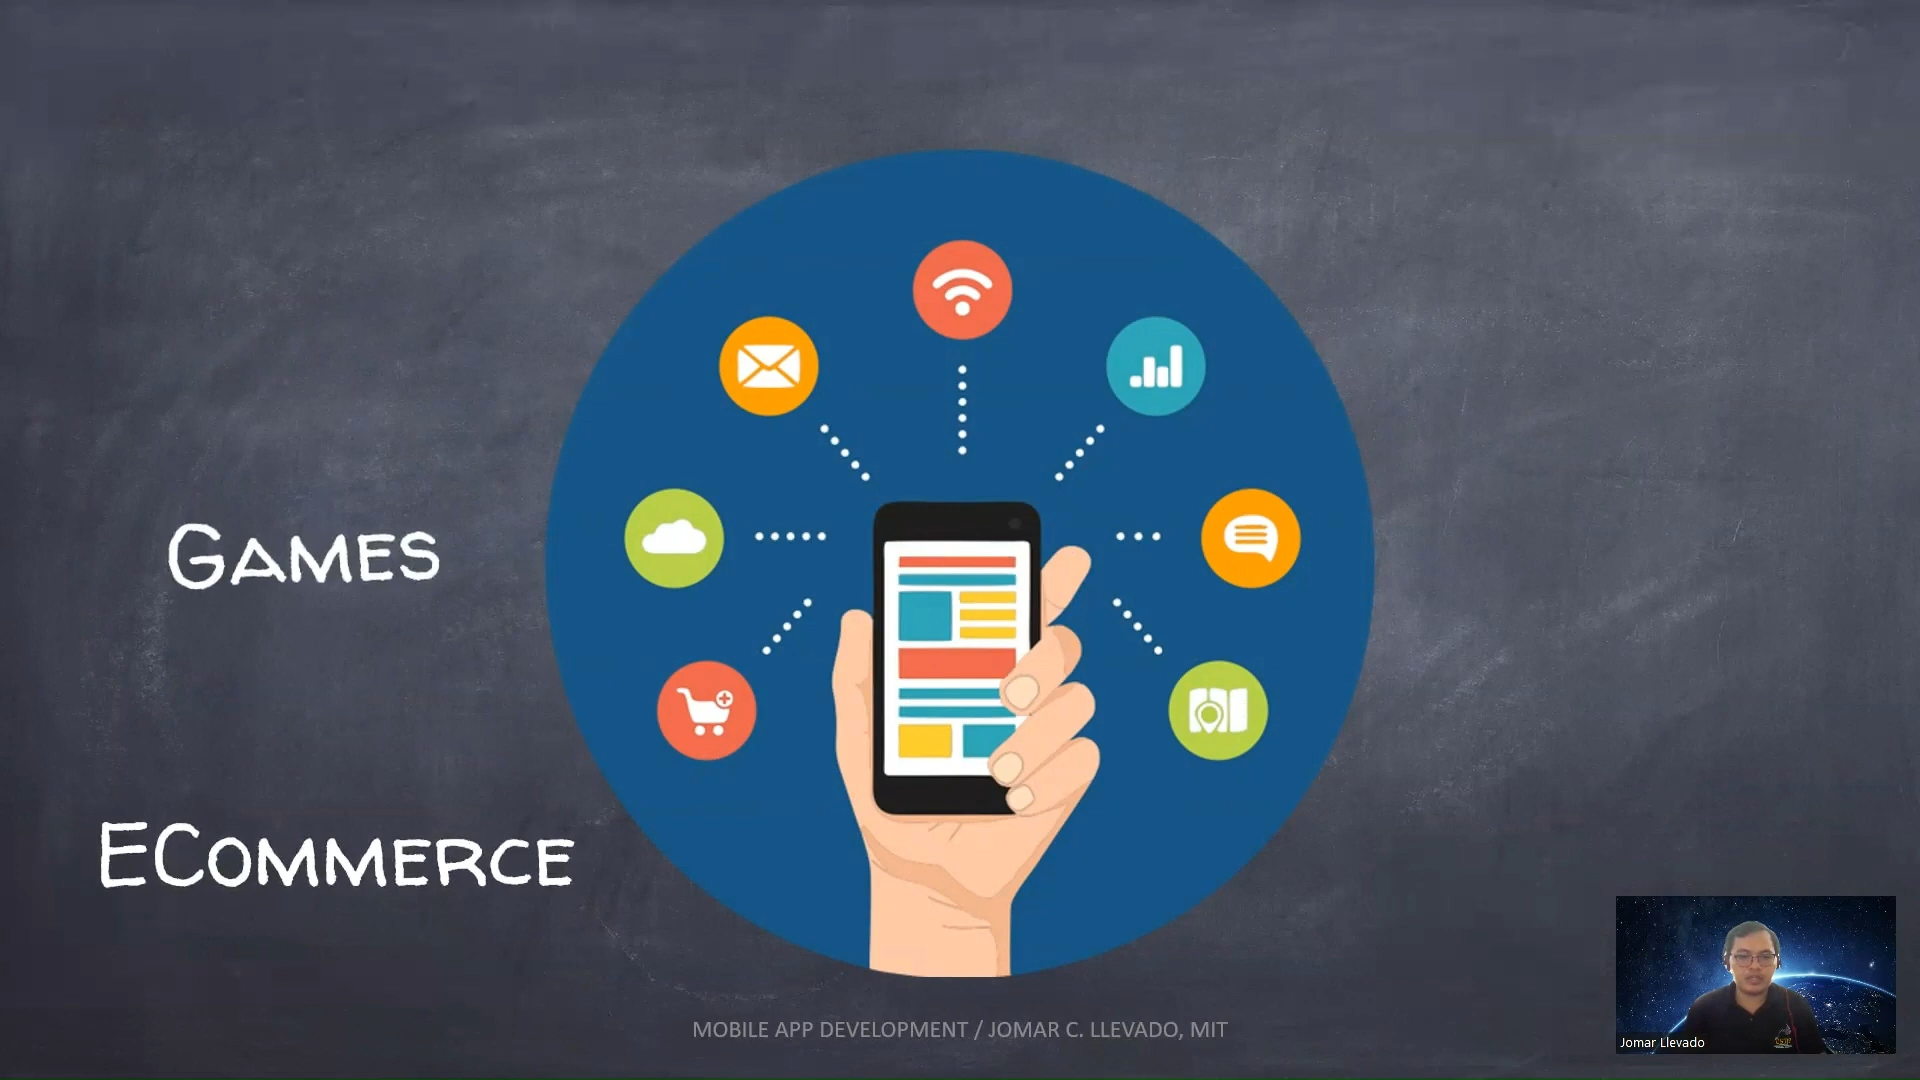 GAMES
ECOMMERCE
MOBILE APP DEVELOPMENT / JOMAR C. LLEVADO, MIT
Jomar Llevado